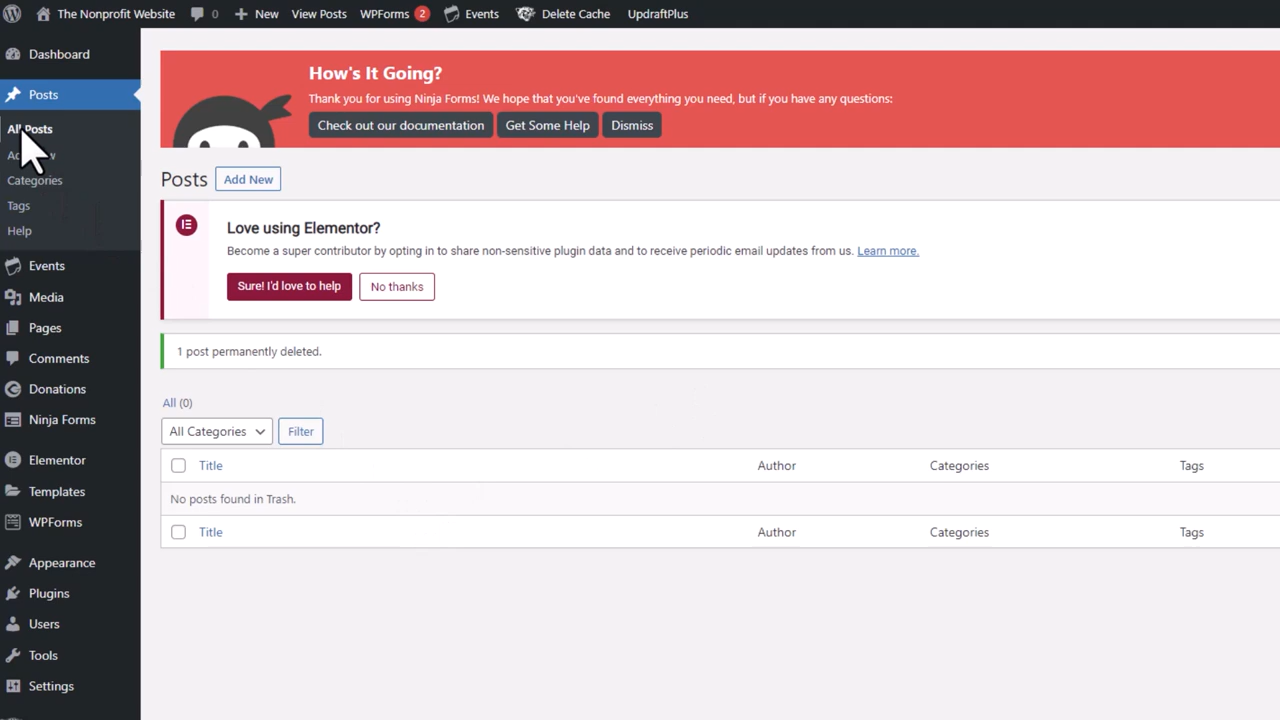 The Nonprofit Website 0 New View Posts WPForms 2 Events Delete Cache UpdraftPlus
Dashboard
Posts
All Posts
Categories
Tags
Help
Events
Media
Pages
Comments
Donations
Ninja Forms
Elementor
Templates
WPForms
Appearance
Plugins
Users
Tools
Settings
How's It Going?
Thank you for using Ninja Forms! We hope that you've found everything you need, but if you have any questions:
Check out our documentation Get Some Help Dismiss
Posts Add New
Love using Elementor?
Become a super contributor by opting in to share non-sensitive plugin data and to receive periodic email updates from us. Learn more.
Sure! I'd love to help No thanks
1 post permanently deleted.
All (0)
All Categories Filter
Title Author Categories Tags
No posts found in Trash.
Title Author Categories Tags